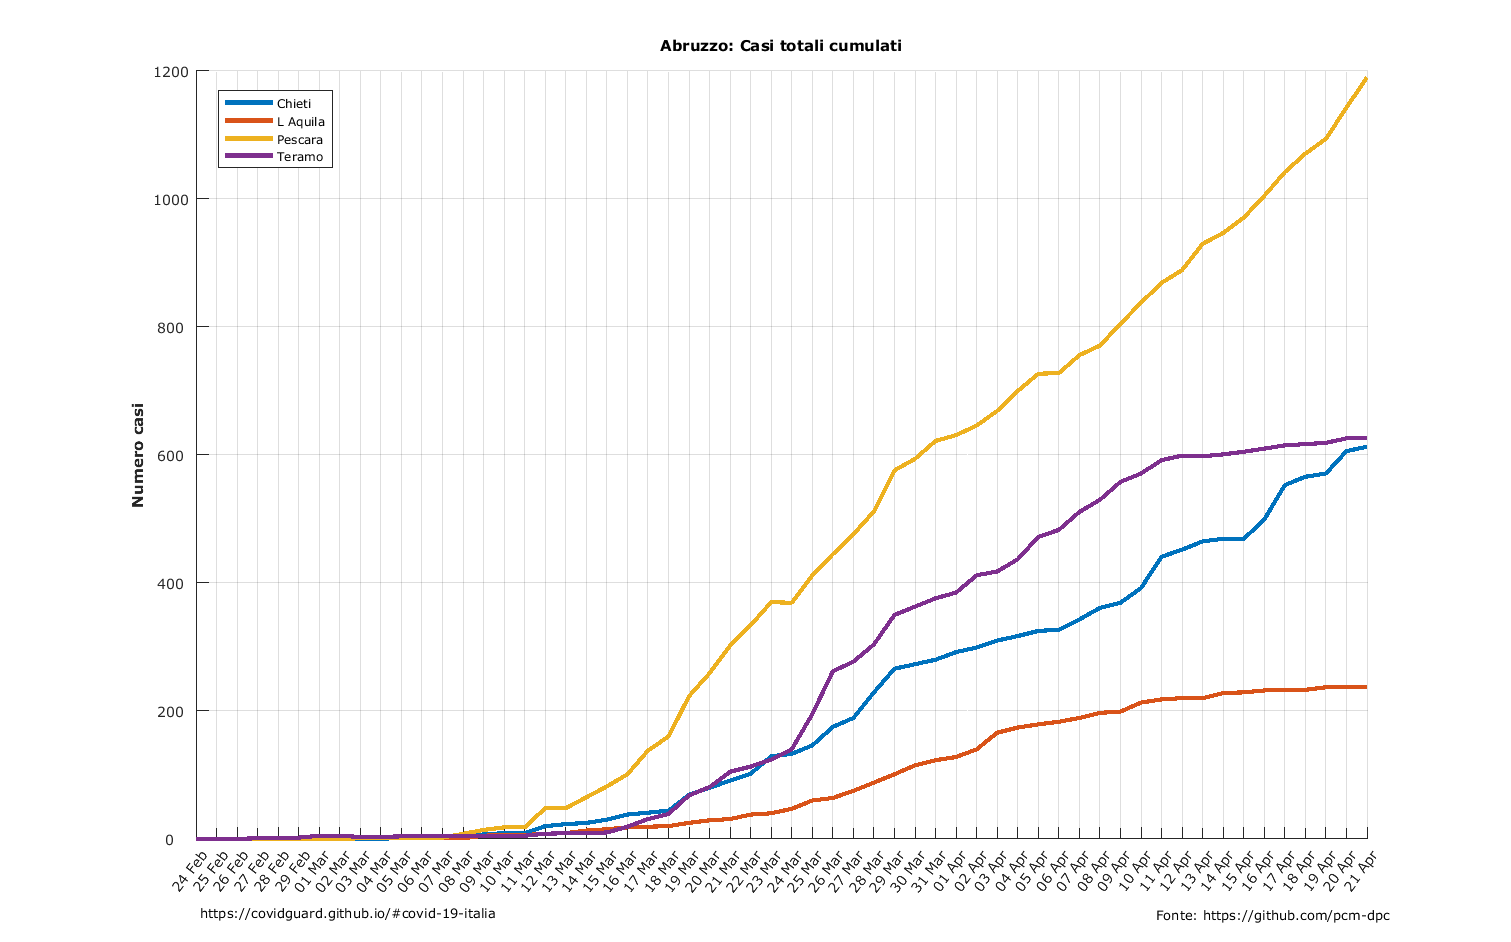 Abruzzo: Casi totali cumulati
1200
1000
800
600
400
200
0
Numero casi
Chieti
L Aquila
Pescara
Teramo
24 Feb
25 Feb
26 Feb
27 Feb
28 Feb
29 Feb
01 Mar
02 Mar
03 Mar
04 Mar
05 Mar
06 Mar
07 Mar
08 Mar
09 Mar
10 Mar
11 Mar
12 Mar
13 Mar
14 Mar
15 Mar
16 Mar
17 Mar
18 Mar
19 Mar
20 Mar
21 Mar
22 Mar
23 Mar
24 Mar
25 Mar
26 Mar
27 Mar
28 Mar
29 Mar
30 Mar
31 Mar
01 Apr
02 Apr
03 Apr
04 Apr
05 Apr
06 Apr
07 Apr
08 Apr
09 Apr
10 Apr
11 Apr
12 Apr
13 Apr
14 Apr
15 Apr
16 Apr
17 Apr
18 Apr
19 Apr
20 Apr
21 Apr
https://covidguard.github.io/#covid-19-italia
Fonte: https://github.com/pcm-dpc